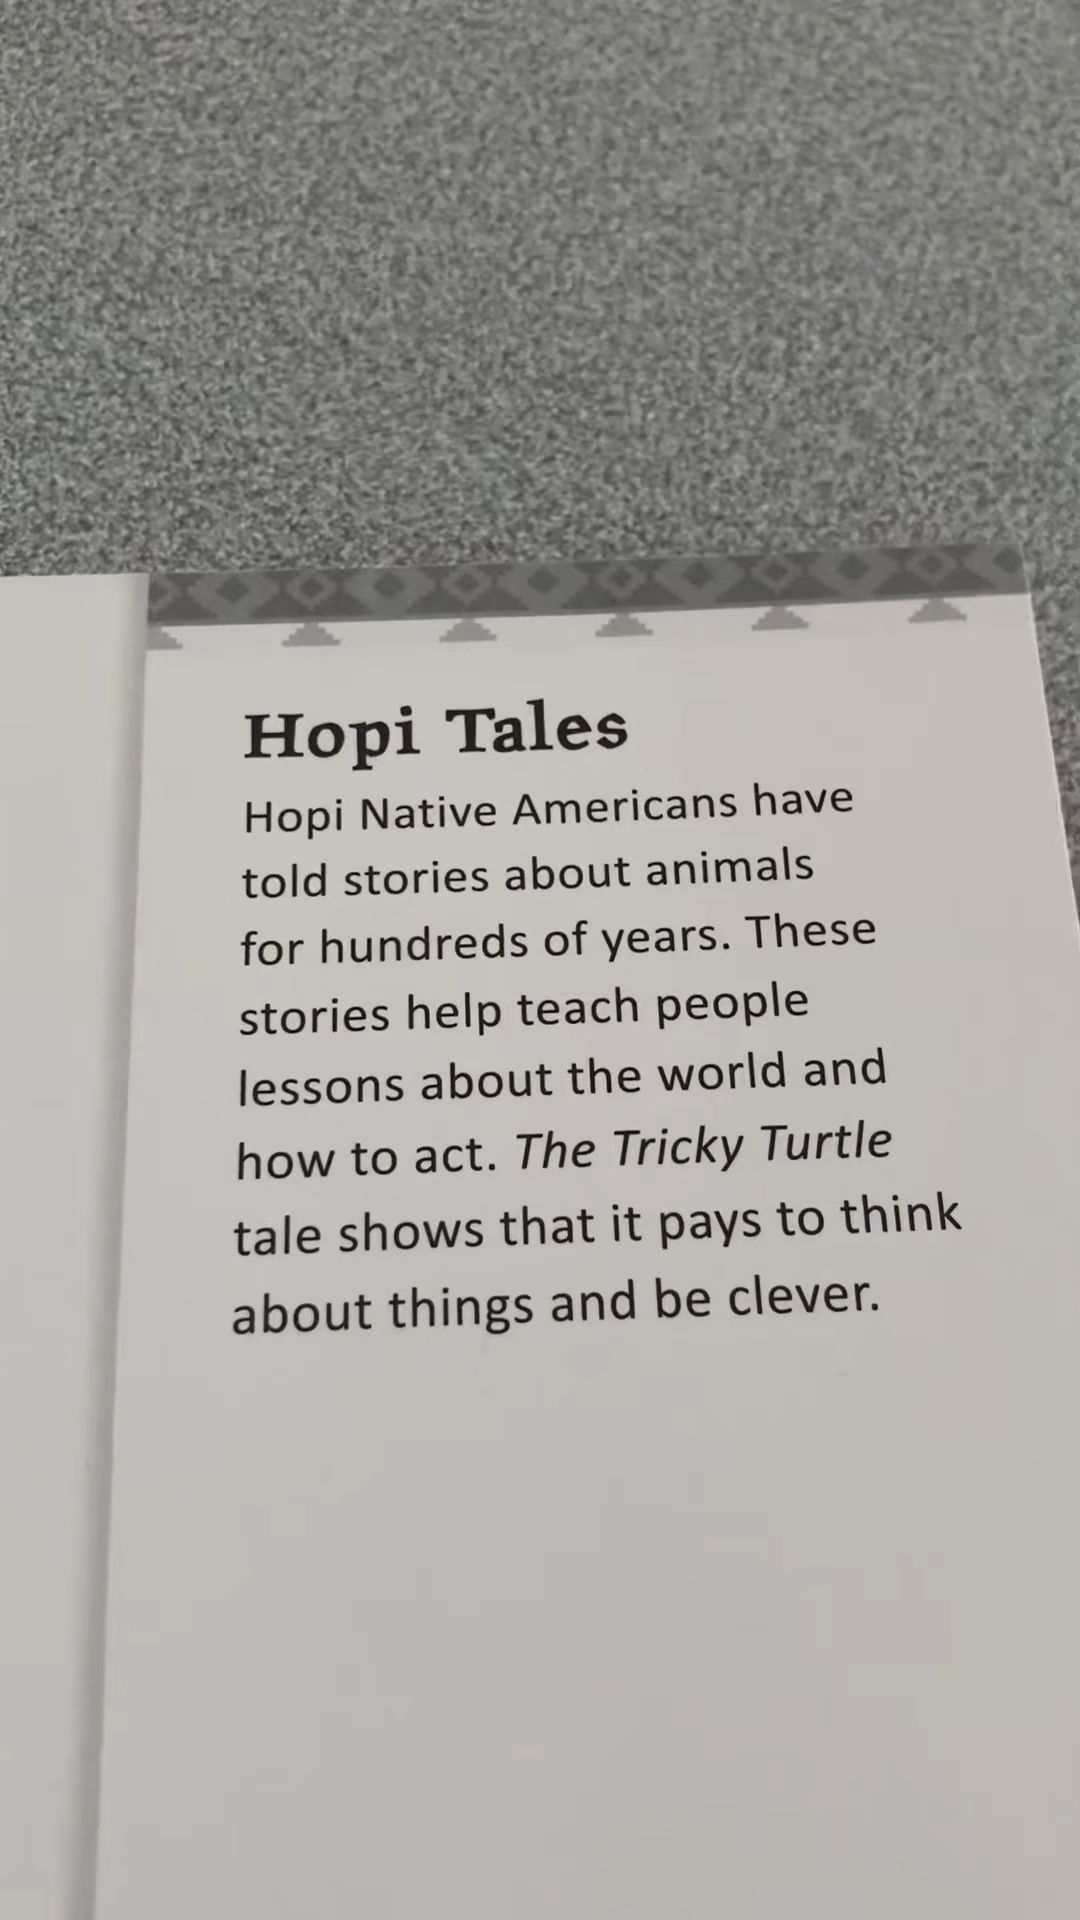 Hopi Tales
Hopi Native Americans have
told stories about animals
for hundreds of years. These
stories help teach people
lessons about the world and
how to act. The Tricky Turtle
tale shows that it pays to think
about things and be clever.